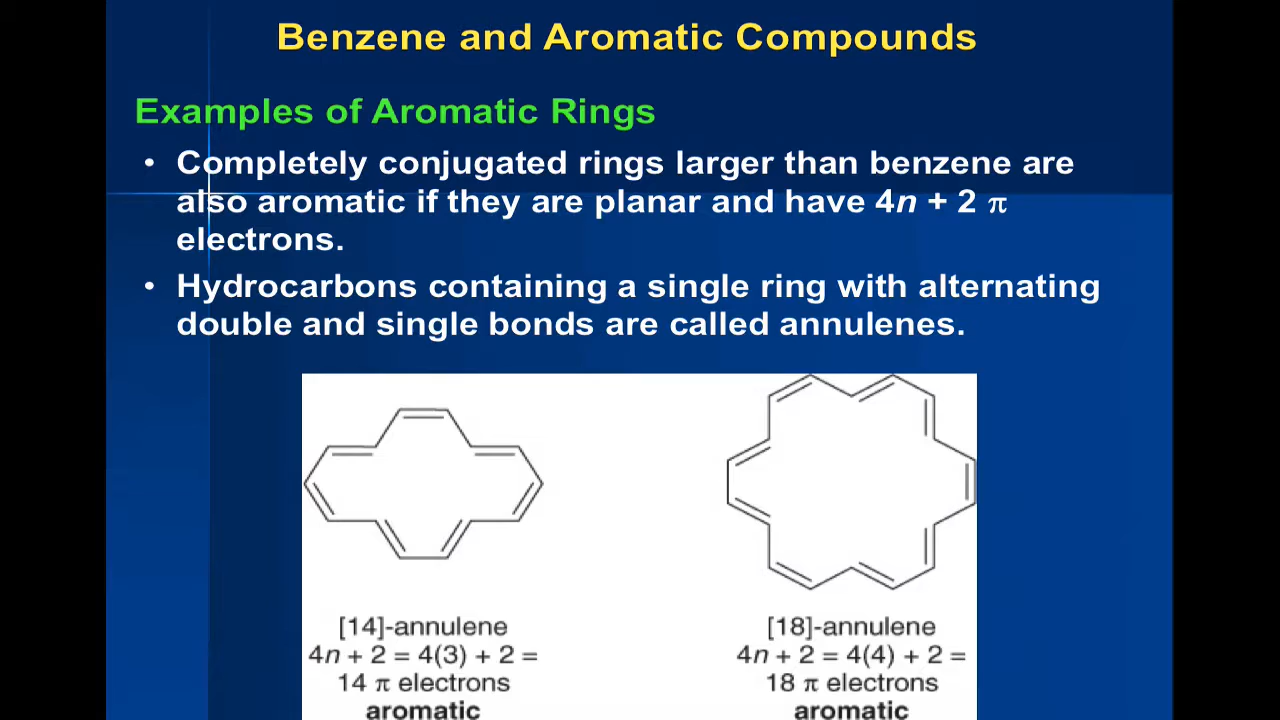 Benzene and Aromatic Compounds
Examples of Aromatic Rings
• Completely conjugated rings larger than benzene are
also aromatic if they are planar and have 4n + 2 π
electrons.
• Hydrocarbons containing a single ring with alternating
double and single bonds are called annulenes.
[14]-annulene
4n + 2 = 4(3) + 2 =
14 π electrons
aromatic
[18]-annulene
4n + 2 = 4(4) + 2 =
18 π electrons
aromatic